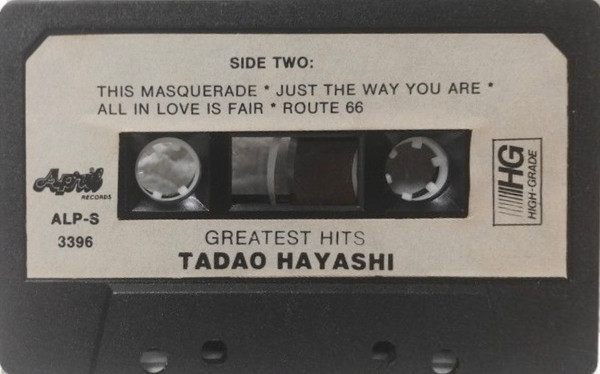 SIDE TWO:
THIS MASQUERADE * JUST THE WAY YOU ARE *
ALL IN LOVE IS FAIR * ROUTE 66
April
RECORDS
ALP-S
3396
HG
HIGH-GRADE
GREATEST HITS
TADAO HAYASHI